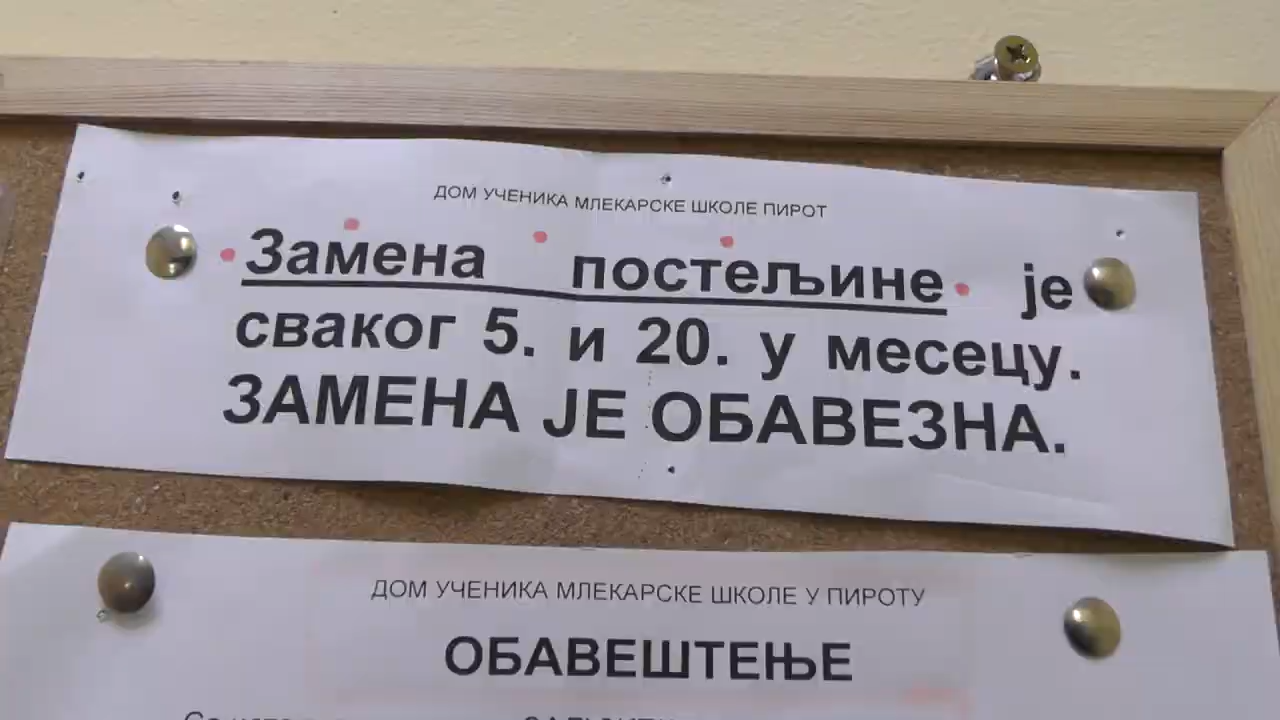 ДОМ УЧЕНИКА МЛЕКАРСКЕ ШКОЛЕ ПИРОТ
Замена постељине је
сваког 5. и 20. у месецу.
ЗАМЕНА ЈЕ ОБАВЕЗНА.
ДОМ УЧЕНИКА МЛЕКАРСКЕ ШКОЛЕ У ПИРОТУ
ОБАВЕШТЕЊЕ